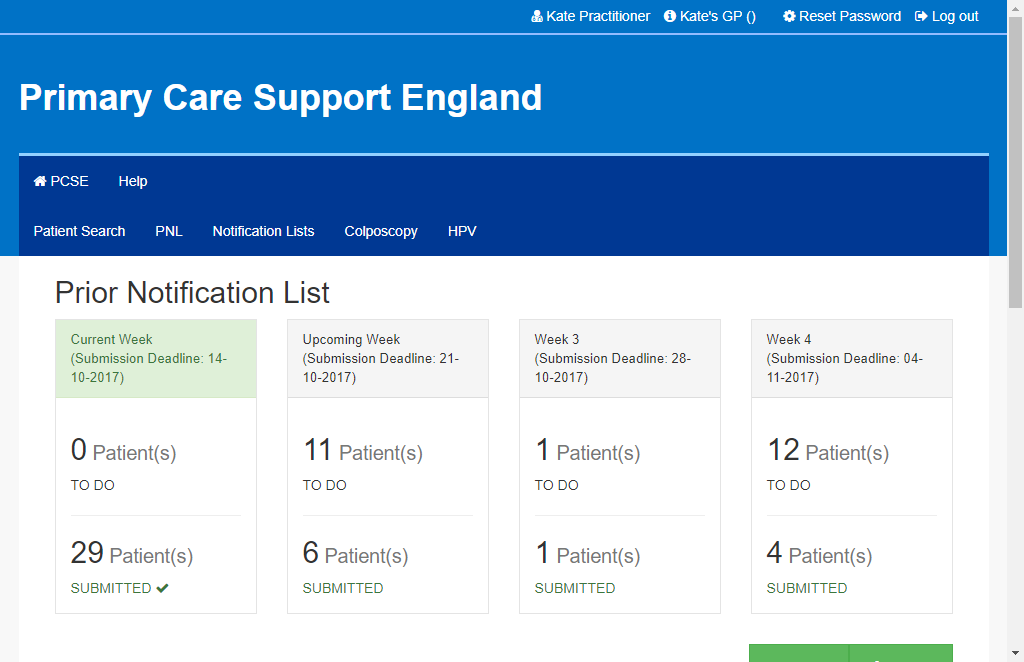 Kate Practitioner Kate's GP () Reset Password Log out
Primary Care Support England
PCSE Help
Patient Search PNL Notification Lists Colposcopy HPV
Prior Notification List
Current Week
(Submission Deadline: 14-
10-2017)
0 Patient(s)
TO DO
29 Patient(s)
SUBMITTED
Upcoming Week
(Submission Deadline: 21-
10-2017)
11 Patient(s)
TO DO
6 Patient(s)
SUBMITTED
Week 3
(Submission Deadline: 28-
10-2017)
1 Patient(s)
TO DO
1 Patient(s)
SUBMITTED
Week 4
(Submission Deadline: 04-
11-2017)
12 Patient(s)
TO DO
4 Patient(s)
SUBMITTED